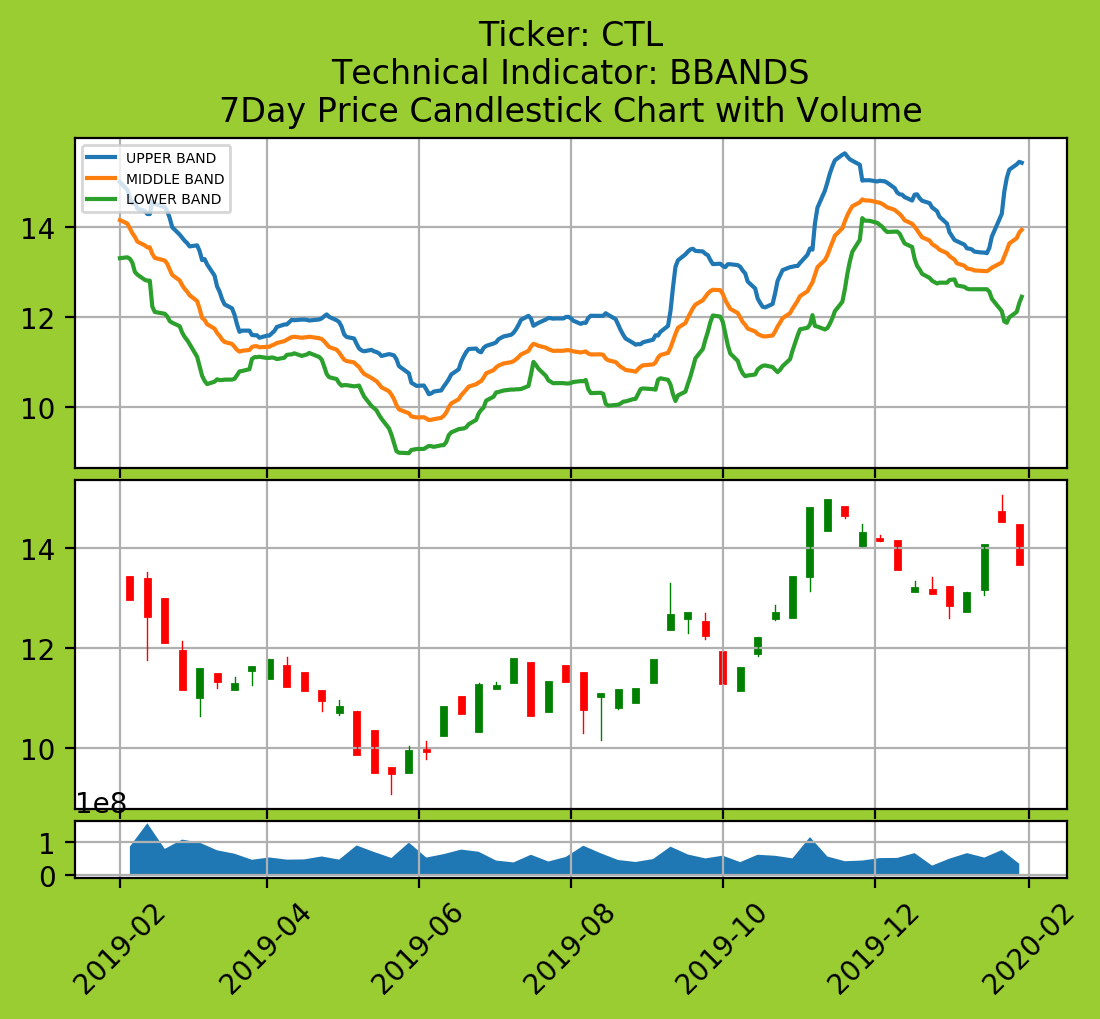 Ticker: CTL
Technical Indicator: BBANDS
7Day Price Candlestick Chart with Volume
UPPER BAND
MIDDLE BAND
LOWER BAND
14
12
10
14
12
10
1e8
1
0
2019-02
2019-04
2019-06
2019-08
2019-10
2019-12
2020-02